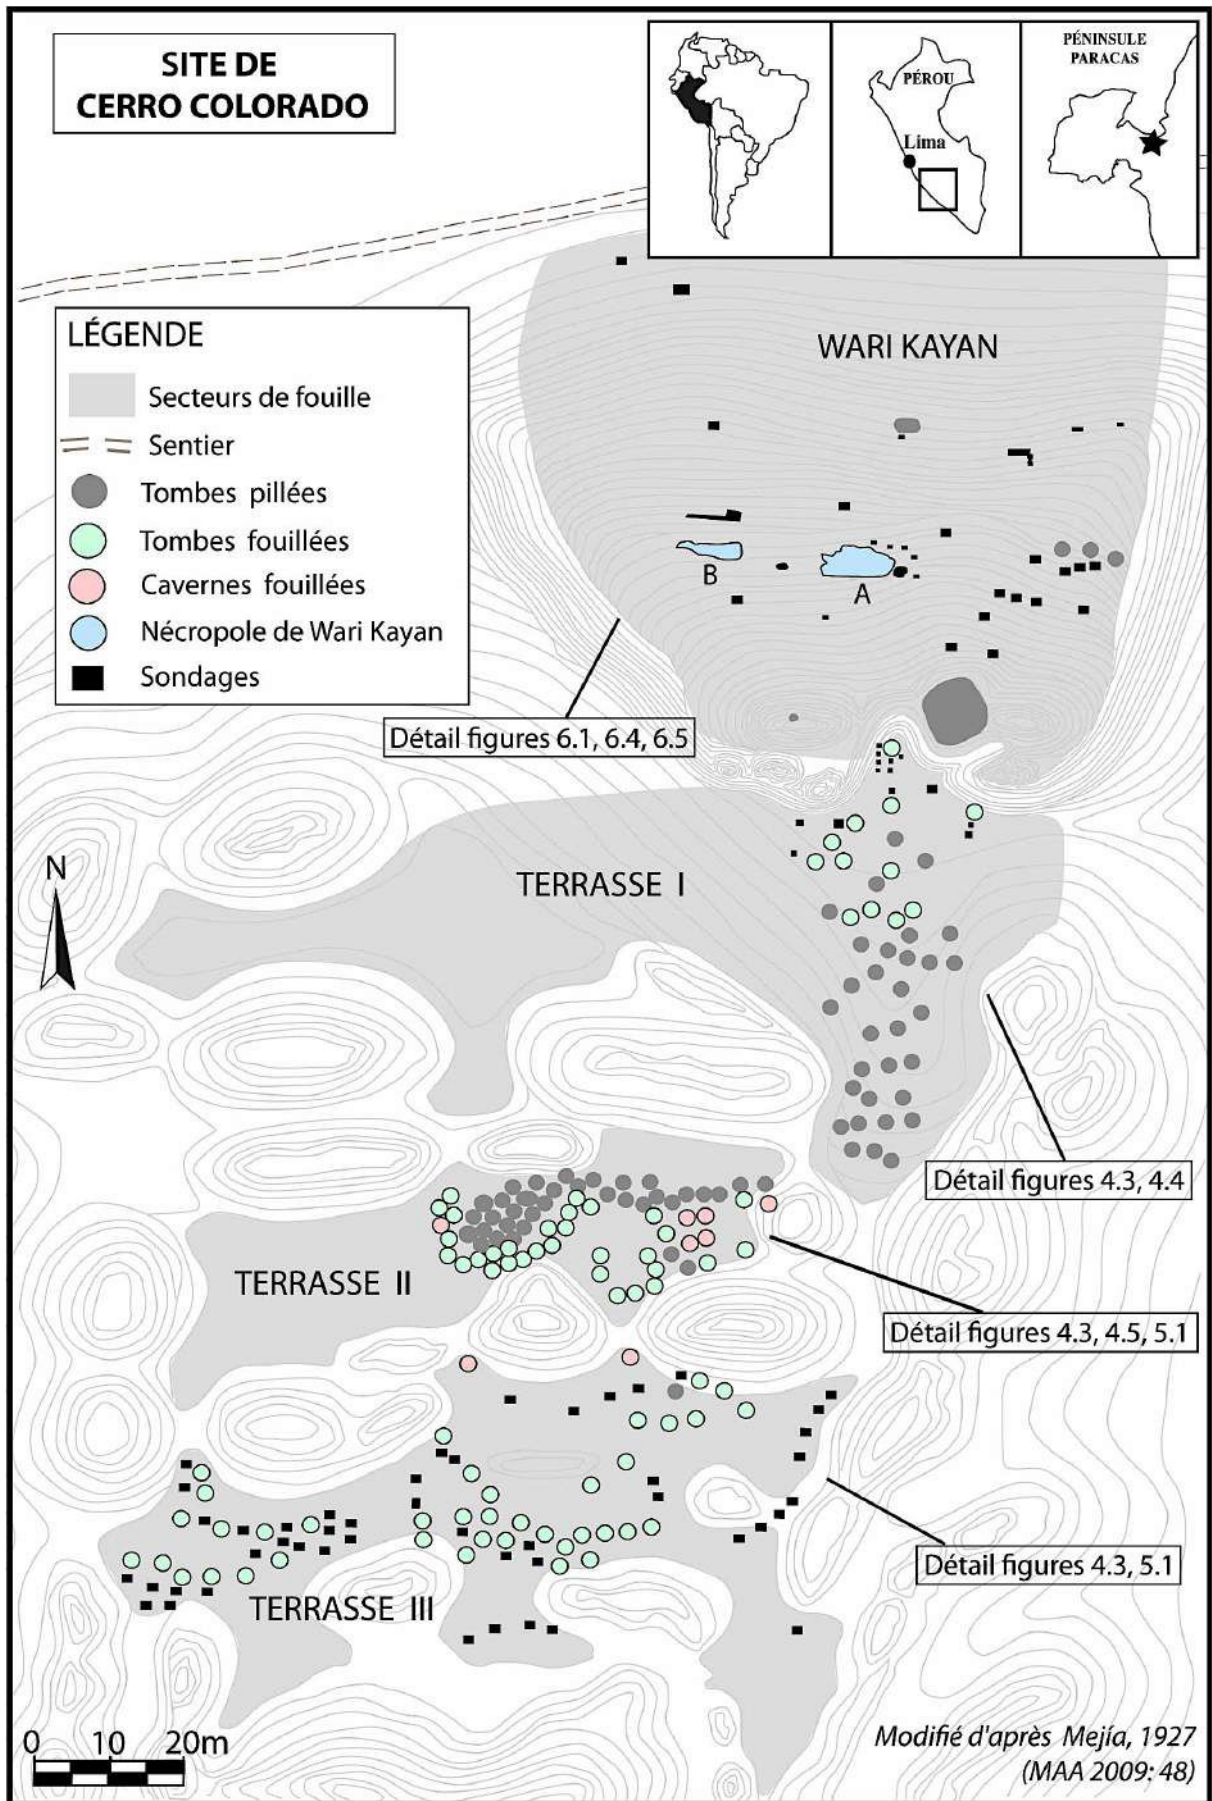 SITE DE
CERRO COLORADO
PÉROU
Lima
PÉNINSULE
PARACAS
LÉGENDE
Secteurs de fouille
Sentier
Tombes pillées
Tombes fouillées
Cavernes fouillées
Nécropole de Wari Kayan
Sondages
WARI KAYAN
B
A
Détail figures 6.1, 6.4, 6.5
TERRASSE I
N
Détail figures 4.3, 4.4
TERRASSE II
Détail figures 4.3, 4.5, 5.1
Détail figures 4.3, 5.1
TERRASSE III
0 10 20m
Modifié d'après Mejía, 1927
(MAA 2009: 48)